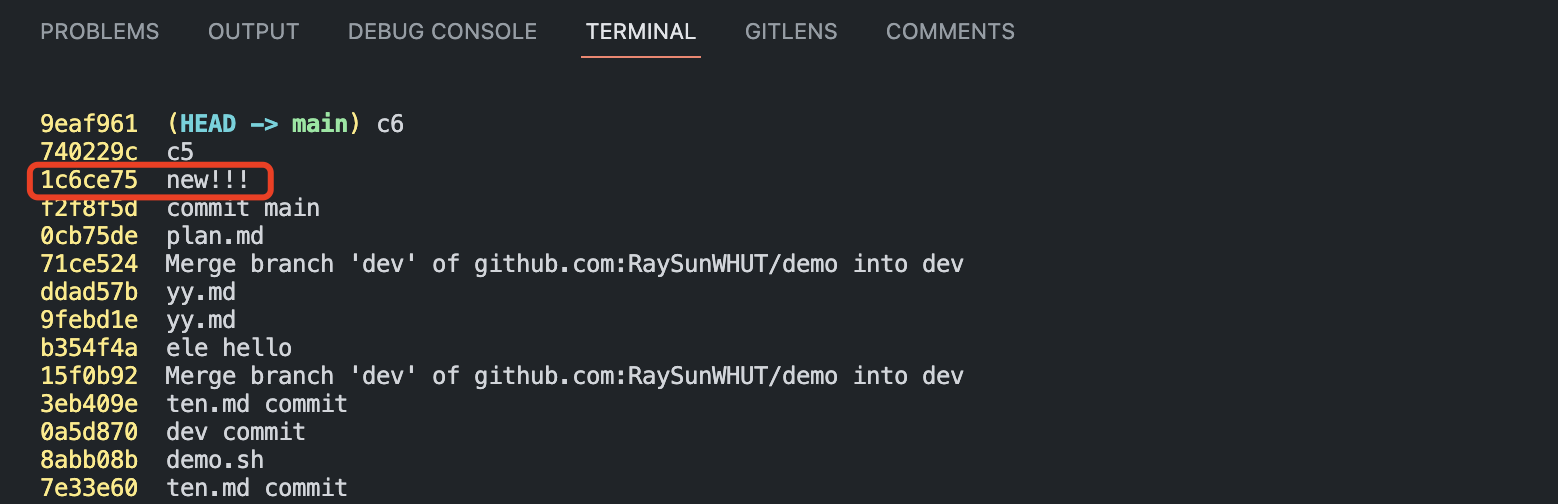 PROBLEMS OUTPUT DEBUG CONSOLE TERMINAL GITLENS COMMENTS
9eaf961 (HEAD -> main) c6
740229c c5
1c6ce75 new!!!
f2f8f5d commit main
0cb75de plan.md
71ce524 Merge branch 'dev' of github.com:RaySunWHUT/demo into dev
ddad57b yy.md
9febd1e yy.md
b354f4a ele hello
15f0b92 Merge branch 'dev' of github.com:RaySunWHUT/demo into dev
3eb409e ten.md commit
0a5d870 dev commit
8abb08b demo.sh
7e33e60 ten.md commit